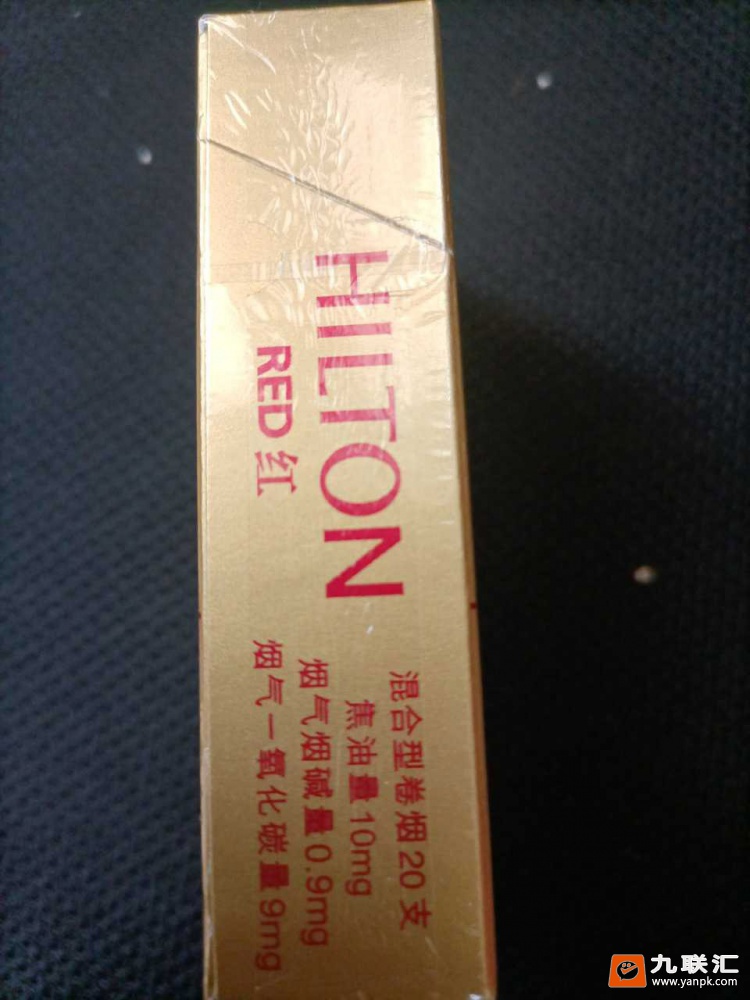 HILTON
RED 红
混合型卷烟20支
焦油量10mg
烟气烟碱量0.9mg
烟气一氧化碳量9mg
九联汇
www.yanpk.com